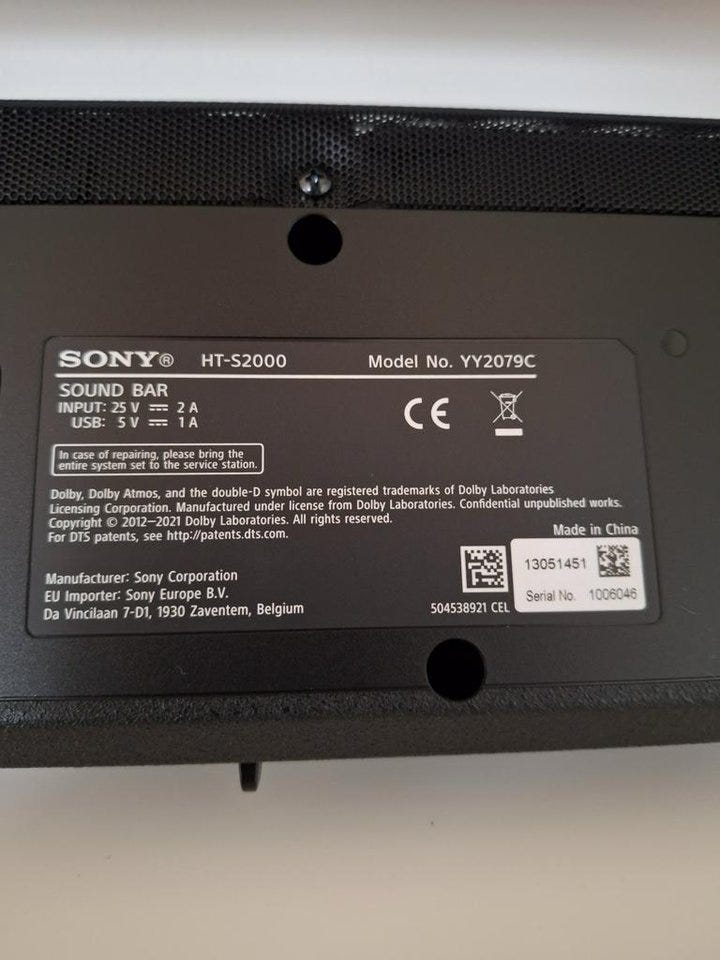 SONY® HT-S2000 Model No. YY2079C
SOUND BAR
INPUT: 25 V ⎓ 2 A
USB: 5 V ⎓ 1 A
CE
In case of repairing, please bring the
entire system set to the service station.
Dolby, Dolby Atmos, and the double-D symbol are registered trademarks of Dolby Laboratories
Licensing Corporation. Manufactured under license from Dolby Laboratories. Confidential unpublished works.
Copyright © 2012—2021 Dolby Laboratories. All rights reserved.
For DTS patents, see http://patents.dts.com.
Made in China
Manufacturer: Sony Corporation
EU Importer: Sony Europe B.V.
Da Vincilaan 7-D1, 1930 Zaventem, Belgium
504538921 CEL
13051451
Serial No. 1006046